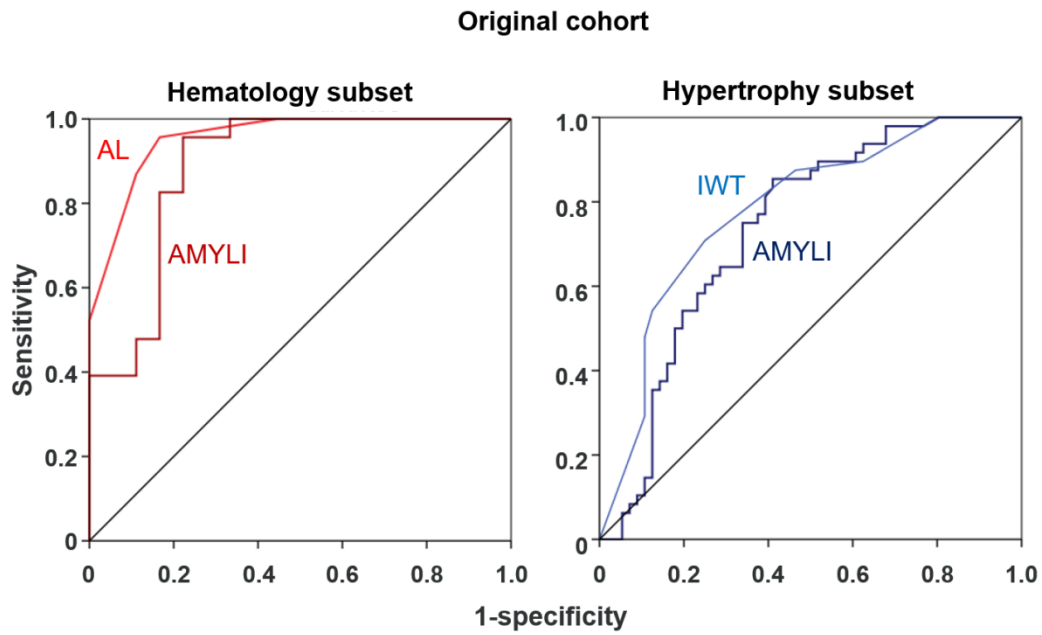 Original cohort
Hematology subset
Hypertrophy subset
1.0
0.8
0.6
0.4
0.2
0
AL
AMYLI
0 0.2 0.4 0.6 0.8 1.0
1.0
0.8
0.6
0.4
0.2
0
IWT
AMYLI
0 0.2 0.4 0.6 0.8 1.0
Sensitivity
1-specificity